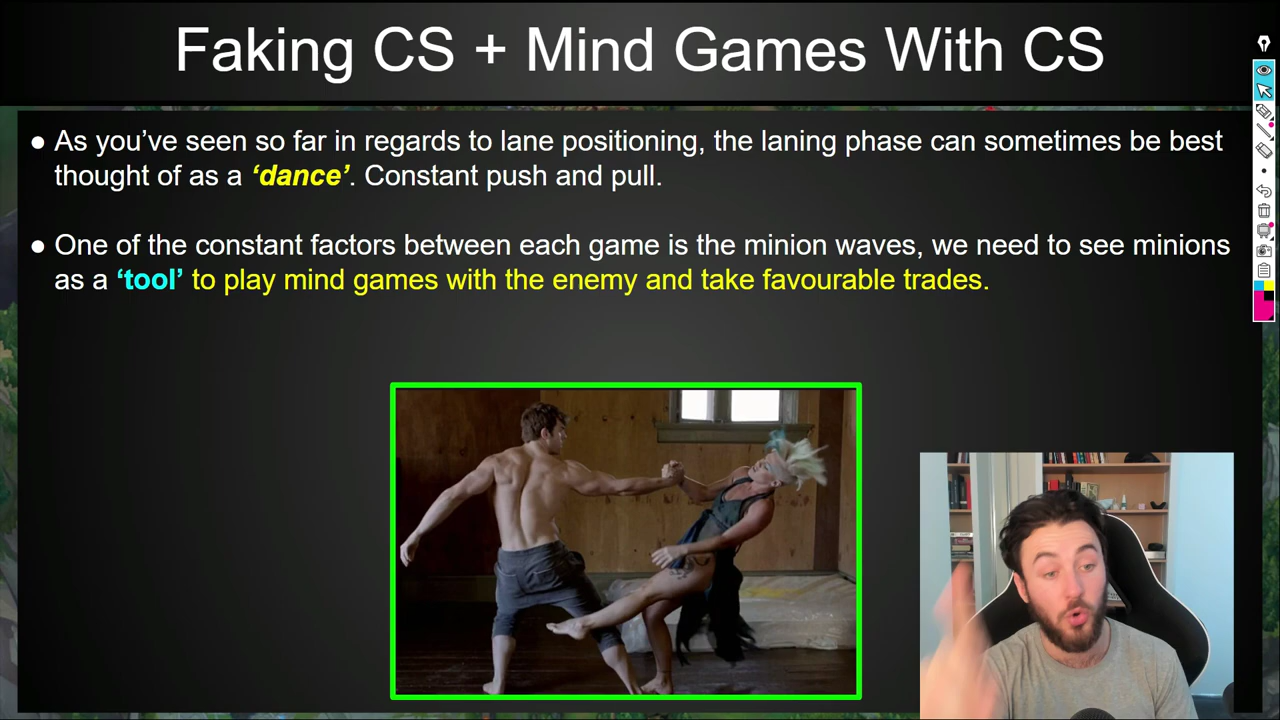 Faking CS + Mind Games With CS
● As you’ve seen so far in regards to lane positioning, the laning phase can sometimes be best
thought of as a ‘dance’. Constant push and pull.
● One of the constant factors between each game is the minion waves, we need to see minions
as a ‘tool’ to play mind games with the enemy and take favourable trades.